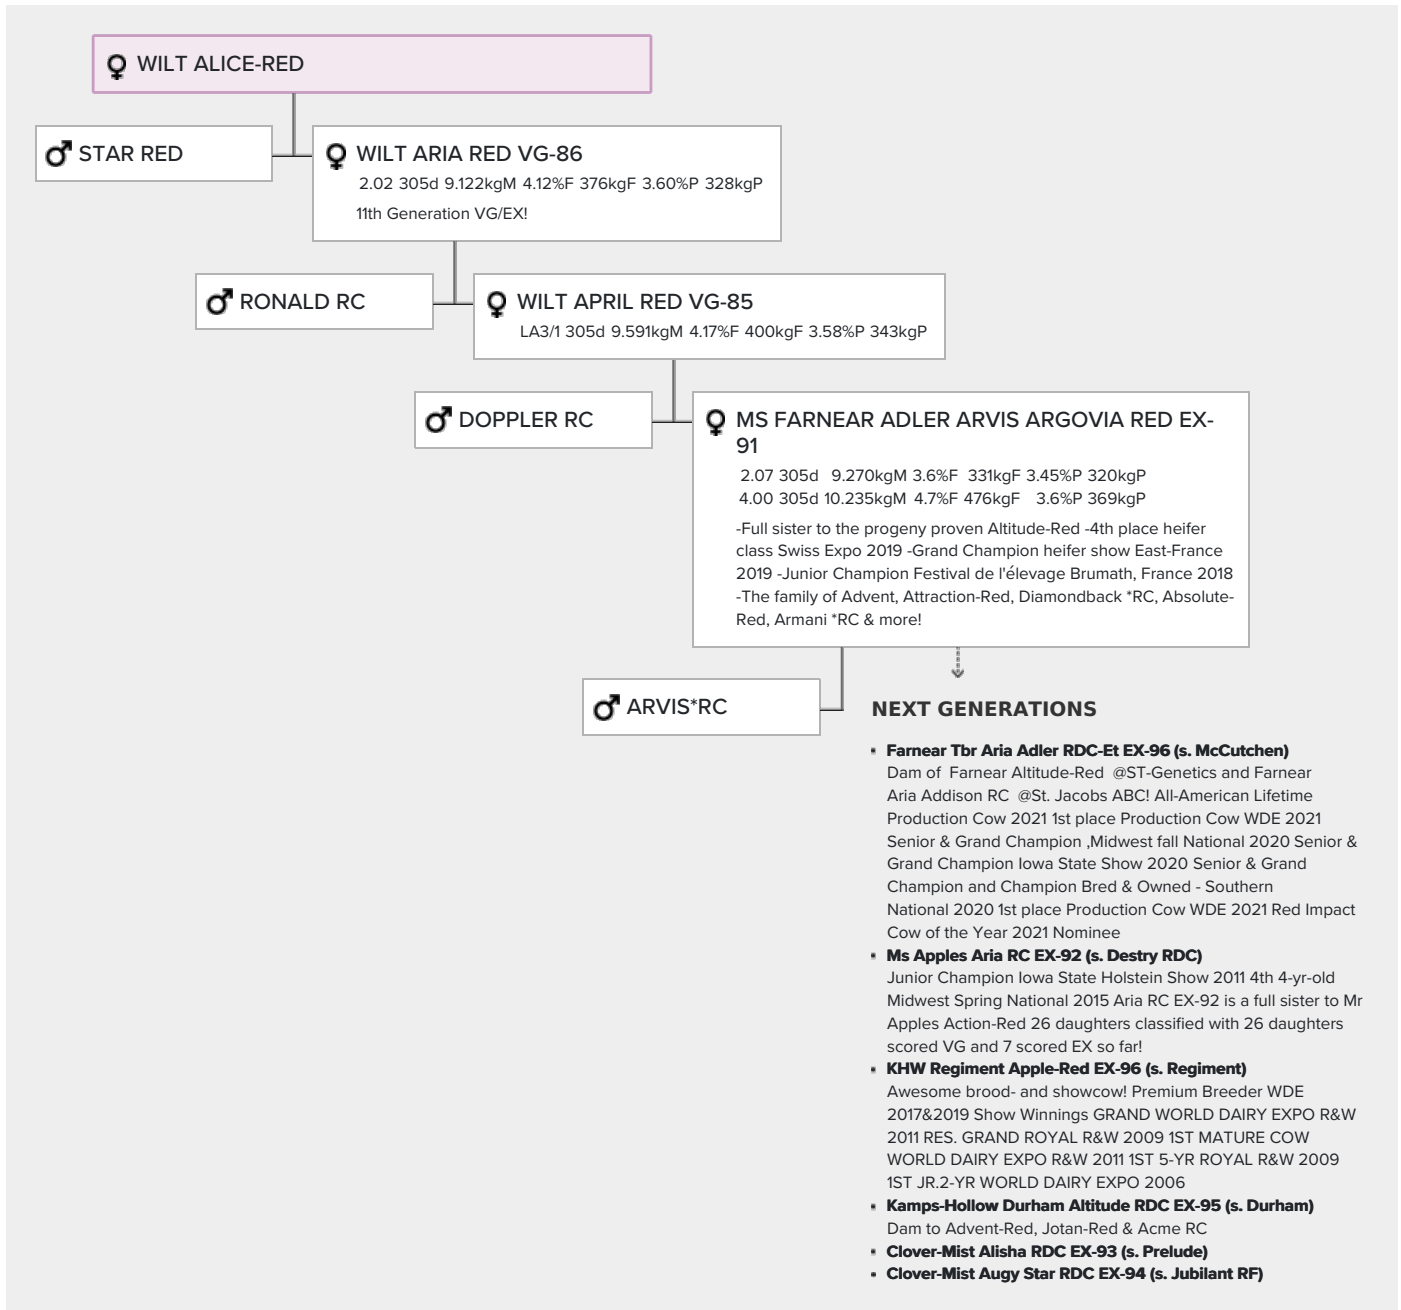 WILT ALICE-RED
STAR RED
WILT ARIA RED VG-86
2.02 305d 9.122kgM 4.12%F 376kgF 3.60%P 328kgP
11th Generation VG/EX!
RONALD RC
WILT APRIL RED VG-85
LA3/1 305d 9.591kgM 4.17%F 400kgF 3.58%P 343kgP
DOPPLER RC
MS FARNEAR ADLER ARVIS ARGOVIA RED EX-
91
2.07 305d 9.270kgM 3.6%F 331kgF 3.45%P 320kgP
4.00 305d 10.235kgM 4.7%F 476kgF 3.6%P 369kgP
-Full sister to the progeny proven Altitude-Red -4th place heifer
class Swiss Expo 2019 -Grand Champion heifer show East-France
2019 -Junior Champion Festival de l'élevage Brumath, France 2018
-The family of Advent, Attraction-Red, Diamondback *RC, Absolute-
Red, Armani *RC & more!
ARVIS*RC
NEXT GENERATIONS
▪ Farnear Tbr Aria Adler RDC-Et EX-96 (s. McCutchen)
Dam of Farnear Altitude-Red @ST-Genetics and Farnear
Aria Addison RC @St. Jacobs ABC! All-American Lifetime
Production Cow 2021 1st place Production Cow WDE 2021
Senior & Grand Champion ,Midwest fall National 2020 Senior &
Grand Champion Iowa State Show 2020 Senior & Grand
Champion and Champion Bred & Owned - Southern
National 2020 1st place Production Cow WDE 2021 Red Impact
Cow of the Year 2021 Nominee
▪ Ms Apples Aria RC EX-92 (s. Destry RDC)
Junior Champion Iowa State Holstein Show 2011 4th 4-yr-old
Midwest Spring National 2015 Aria RC EX-92 is a full sister to Mr
Apples Action-Red 26 daughters classified with 26 daughters
scored VG and 7 scored EX so far!
▪ KHW Regiment Apple-Red EX-96 (s. Regiment)
Awesome brood- and showcow! Premium Breeder WDE
2017&2019 Show Winnings GRAND WORLD DAIRY EXPO R&W
2011 RES. GRAND ROYAL R&W 2009 1ST MATURE COW
WORLD DAIRY EXPO R&W 2011 1ST 5-YR ROYAL R&W 2009
1ST JR.2-YR WORLD DAIRY EXPO 2006
▪ Kamps-Hollow Durham Altitude RDC EX-95 (s. Durham)
Dam to Advent-Red, Jotan-Red & Acme RC
▪ Clover-Mist Alisha RDC EX-93 (s. Prelude)
▪ Clover-Mist Augy Star RDC EX-94 (s. Jubilant RF)